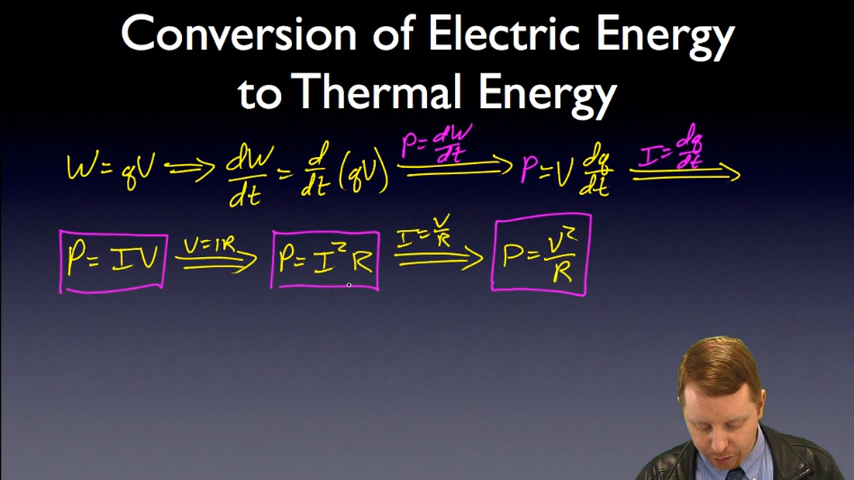 Conversion of Electric Energy
to Thermal Energy
W = qV ⟹ dW/dt = d/dt (qV) P = dW/dt ⟹ P = V dq/dt I = dq/dt ⟹
P = IV V = IR ⟹ P = I²R I = V/R ⟹ P = V²/R